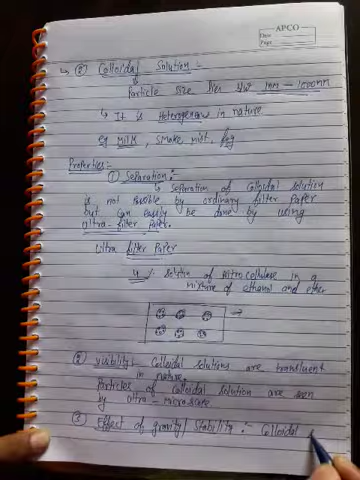 APCO
Date
Page
(2) Colloidal Solution :-
Particle size lies b/w 1nm - 1000nm
It is Heterogenous in nature
eg Milk, smoke mist, fog
Properties:-
(1) Separation:-
Separation of colloidal solution
is not possible by ordinary filter Paper
but can easily be done by using
ultra-filter Paper.
Ultra filter Paper
4% solution of Nitrocellulose in a
mixture of ethanol and ether
(2) Visibility:- Colloidal solutions are transluent
in nature.
Particles of colloidal solution are seen
by ultra-microscope
(3) Effect of gravity/Stability :- Colloidal